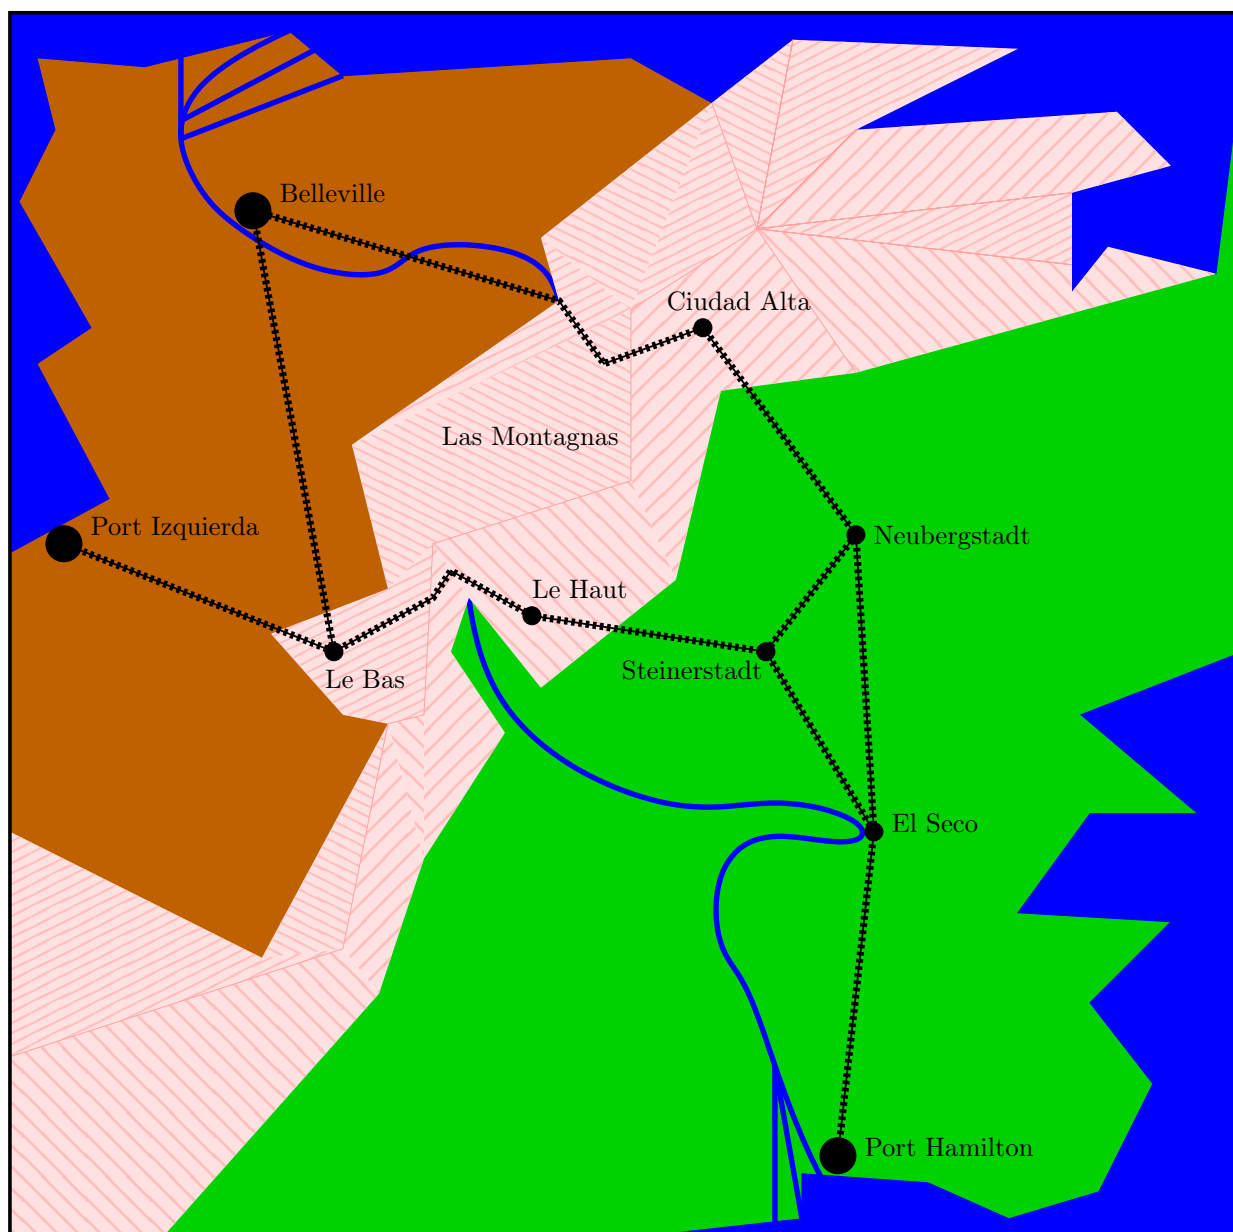 Belleville
Ciudad Alta
Las Montagnas
Port Izquierda
Neubergstadt
Le Haut
Steinerstadt
Le Bas
El Seco
Port Hamilton